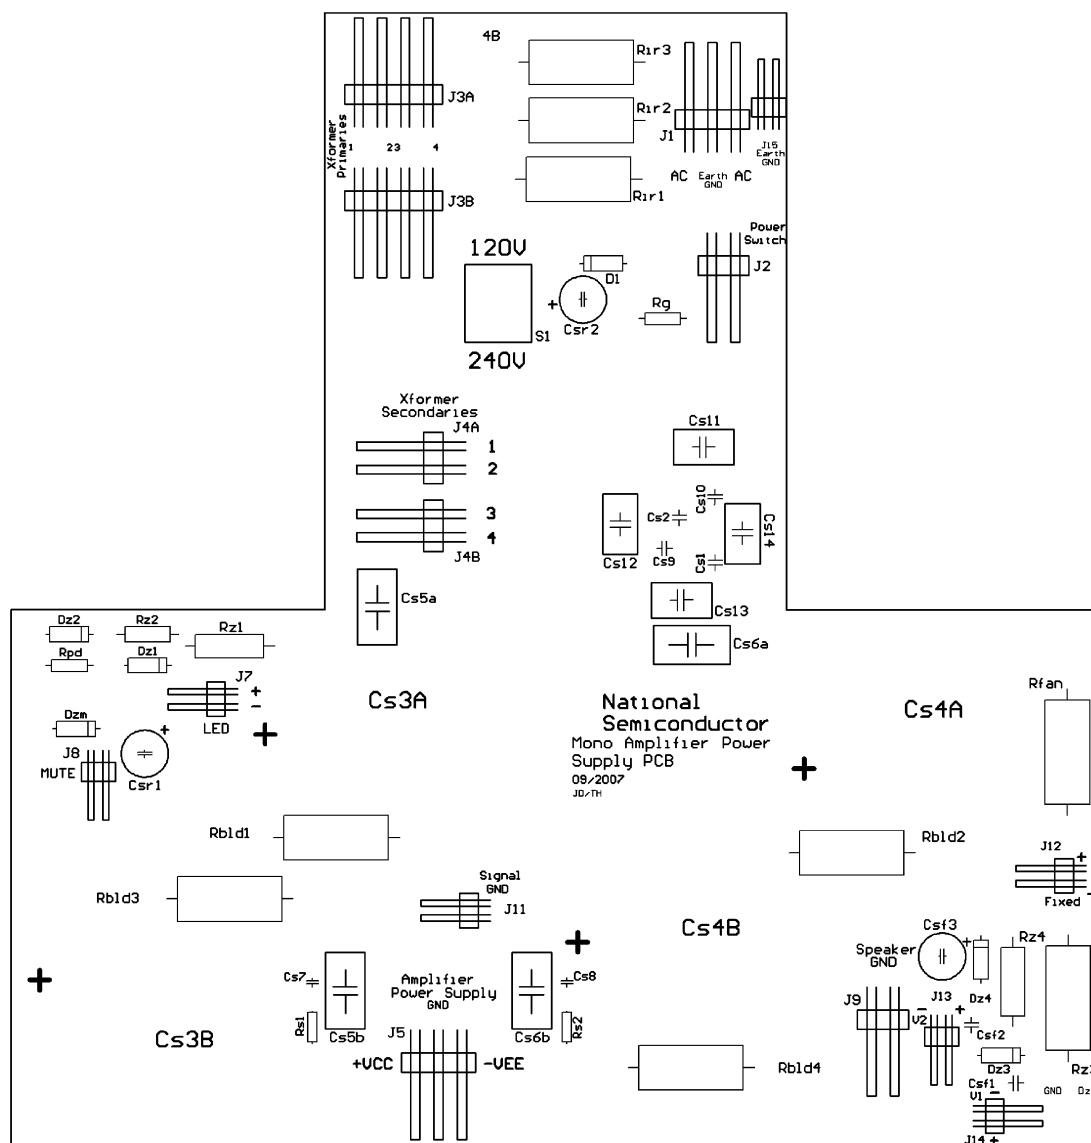 4B
Rir3
J3A
Rir2
J1
J15
Earth
GND
Xformer
Primaries
1 23 4
AC Earth
GND AC
J3B
Rir1
Power
Switch
J2
120V
D1
+
Csr2
S1
Rg
240V
Xformer
Secondaries
J4A
1
2
3
4
J4B
Cs11
Cs10
Cs2
Cs14
Cs12
Cs9
Cs1
Cs5a
Cs13
Cs6a
Dz2
Rz2
Rz1
Rpd
Dz1
J7
+
-
LED
Dzm
+
J8
MUTE
Csr1
+
Cs3A
National
Semiconductor
Mono Amplifier Power
Supply PCB
09/2007
JD/TH
Cs4A
+
Rfan
Rbld1
Rbld2
Rbld3
J12
+
-
Fixed
Signal
GND
J11
Cs4B
+
Csf3
Speaker
GND
+
Rz4
Dz4
+
Cs3B
Cs7
Rs1
Cs5b
Amplifier
Power Supply
GND
Cs8
Rs2
Cs6b
J5
+VCC
-VEE
Rbld4
J9
J13
- +
V2
Csf2
Dz3
Csf1
V1 -
J14 +
GND
Rz3
Dz